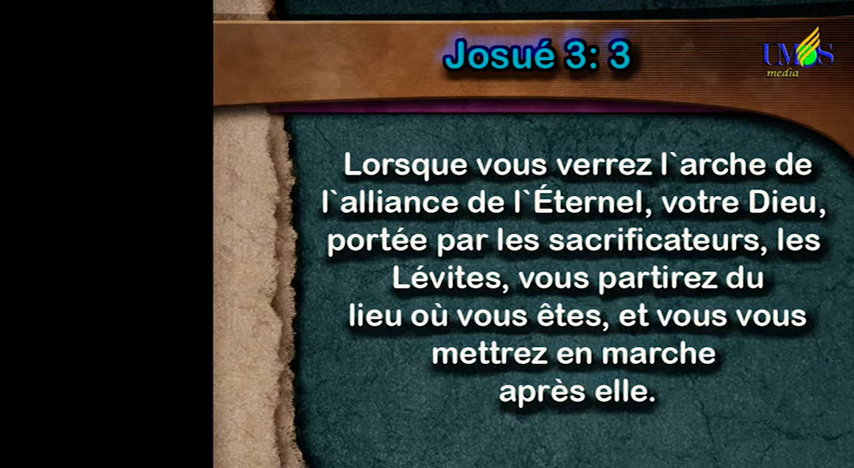 Josué 3: 3
UMOS
media
Lorsque vous verrez l`arche de
l`alliance de l`Éternel, votre Dieu,
portée par les sacrificateurs, les
Lévites, vous partirez du
lieu où vous êtes, et vous vous
mettrez en marche
après elle.